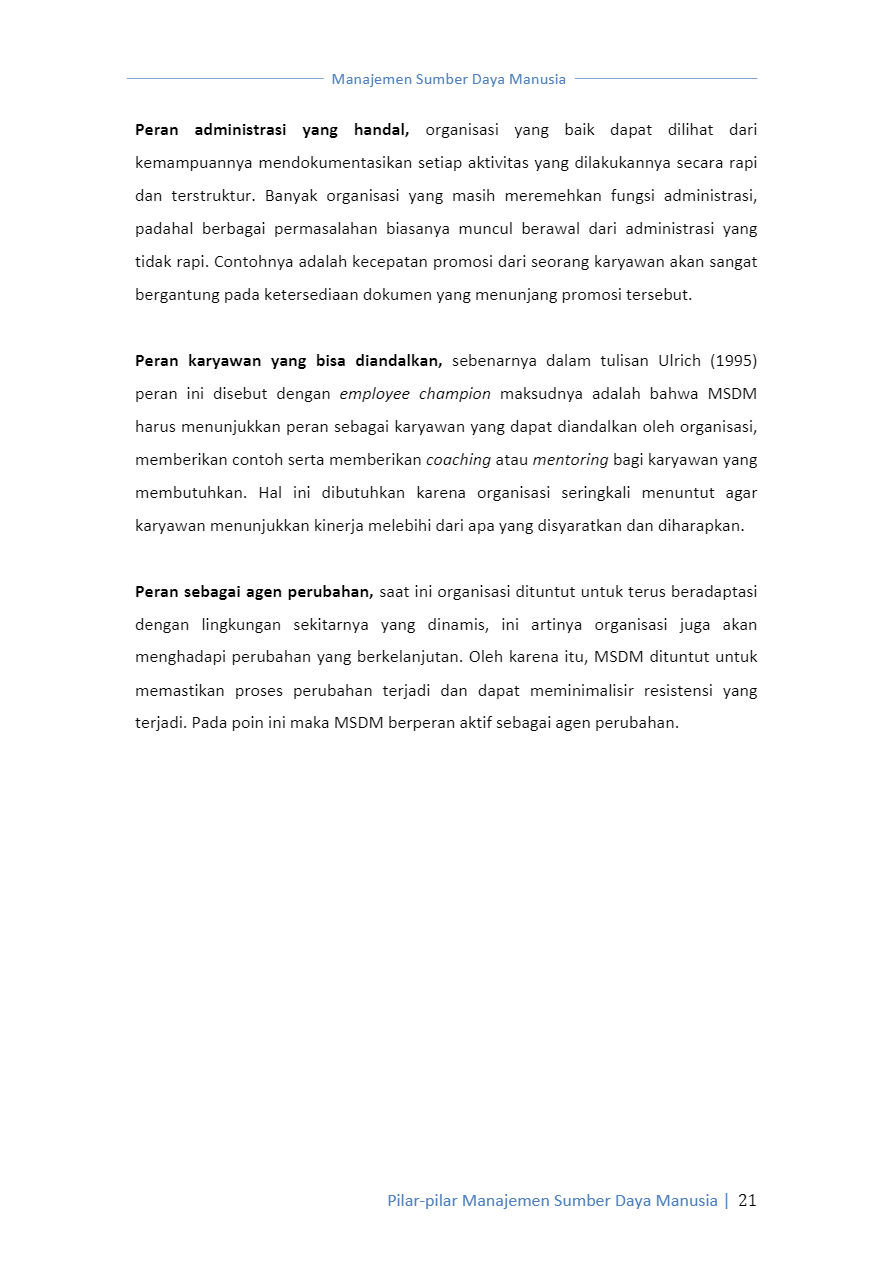 Manajemen Sumber Daya Manusia
Peran administrasi yang handal, organisasi yang baik dapat dilihat dari
kemampuannya mendokumentasikan setiap aktivitas yang dilakukannya secara rapi
dan terstruktur. Banyak organisasi yang masih meremehkan fungsi administrasi,
padahal berbagai permasalahan biasanya muncul berawal dari administrasi yang
tidak rapi. Contohnya adalah kecepatan promosi dari seorang karyawan akan sangat
bergantung pada ketersediaan dokumen yang menunjang promosi tersebut.
Peran karyawan yang bisa diandalkan, sebenarnya dalam tulisan Ulrich (1995)
peran ini disebut dengan employee champion maksudnya adalah bahwa MSDM
harus menunjukkan peran sebagai karyawan yang dapat diandalkan oleh organisasi,
memberikan contoh serta memberikan coaching atau mentoring bagi karyawan yang
membutuhkan. Hal ini dibutuhkan karena organisasi seringkali menuntut agar
karyawan menunjukkan kinerja melebihi dari apa yang disyaratkan dan diharapkan.
Peran sebagai agen perubahan, saat ini organisasi dituntut untuk terus beradaptasi
dengan lingkungan sekitarnya yang dinamis, ini artinya organisasi juga akan
menghadapi perubahan yang berkelanjutan. Oleh karena itu, MSDM dituntut untuk
memastikan proses perubahan terjadi dan dapat meminimalisir resistensi yang
terjadi. Pada poin ini maka MSDM berperan aktif sebagai agen perubahan.
Pilar-pilar Manajemen Sumber Daya Manusia | 21